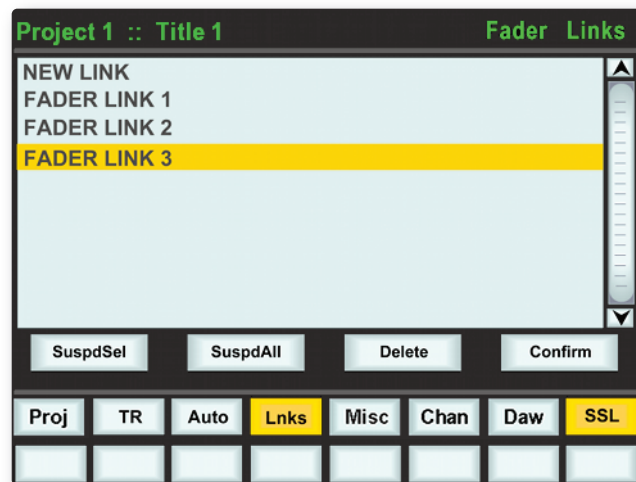 Project 1 :: Title 1 Fader Links
NEW LINK
FADER LINK 1
FADER LINK 2
FADER LINK 3
SuspdSel SuspdAll Delete Confirm
Proj TR Auto Lnks Misc Chan Daw SSL